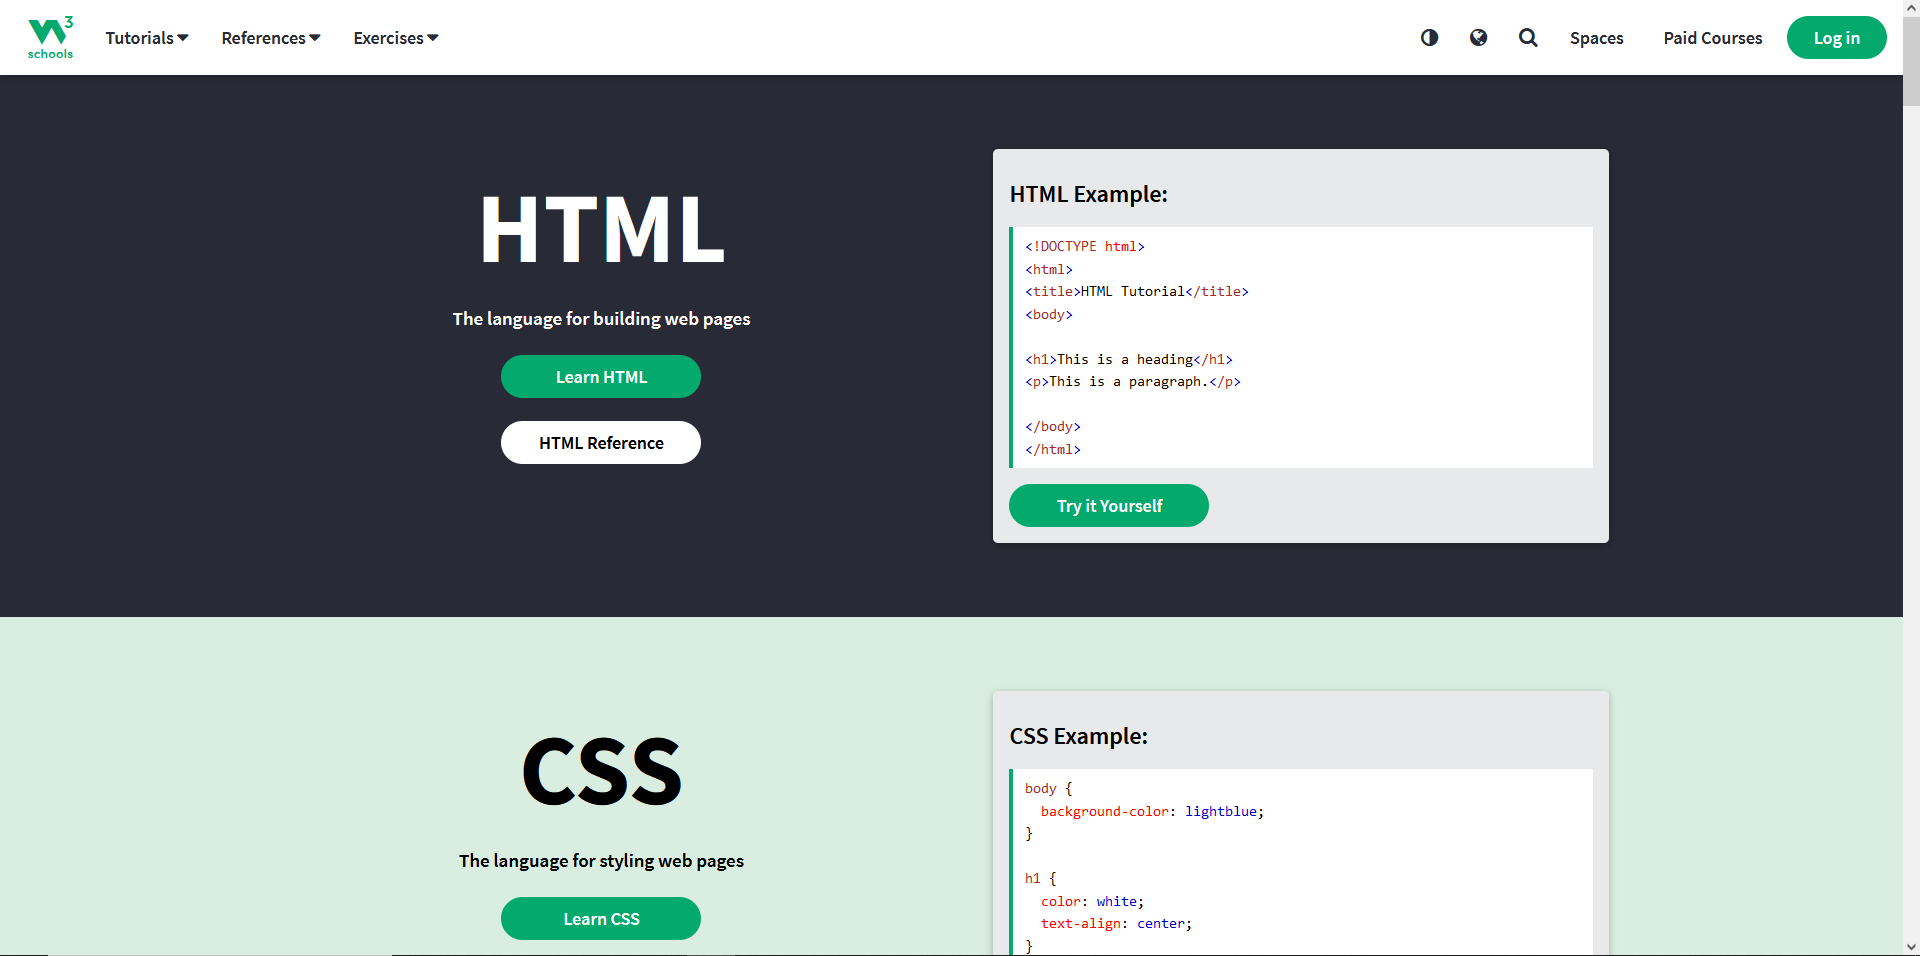 3
schools
Tutorials References Exercises Spaces Paid Courses Log in
HTML
The language for building web pages
Learn HTML
HTML Reference
HTML Example:
<!DOCTYPE html>
<html>
<title>HTML Tutorial</title>
<body>
<h1>This is a heading</h1>
<p>This is a paragraph.</p>
</body>
</html>
Try it Yourself
CSS
The language for styling web pages
Learn CSS
CSS Example:
body {
  background-color: lightblue;
}
h1 {
  color: white;
  text-align: center;
}